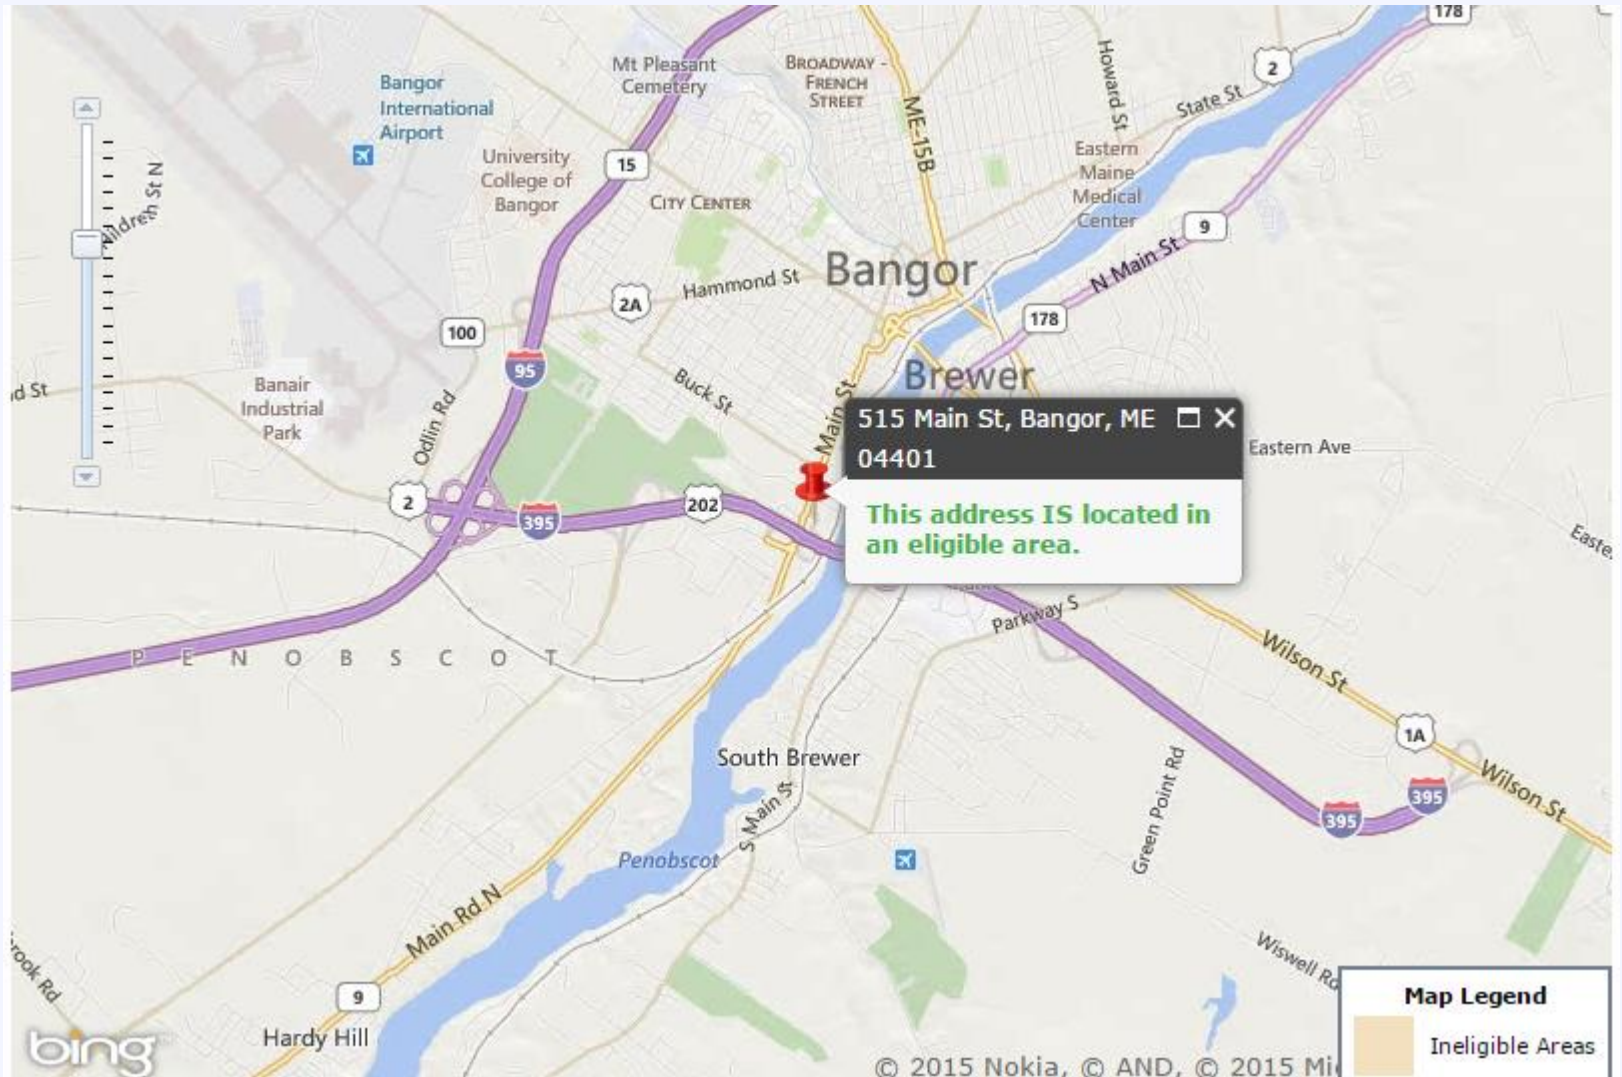 178
2
Mt Pleasant
Cemetery
BROADWAY -
FRENCH
STREET
Howard St
State St
Bangor
International
Airport
ME-15B
University
College of
Bangor
15
Eastern
Maine
Medical
Center
CITY CENTER
9
N Main St
Bangor
Hammond St
2A
100
178
95
Brewer
Buck St
d St
Banair
Industrial
Park
Odlin Rd
Main St
515 Main St, Bangor, ME
04401
Eastern Ave
2
395
202
This address IS located in
an eligible area.
Parkway S
P E N O B S C O T
Wilson St
1A
South Brewer
Wilson St
395
395
Green Point Rd
S Main St
Penobscot
Main Rd N
Wiswell Rd
rook Rd
9
Hardy Hill
bing
Map Legend
Ineligible Areas
© 2015 Nokia, © AND, © 2015 Mi